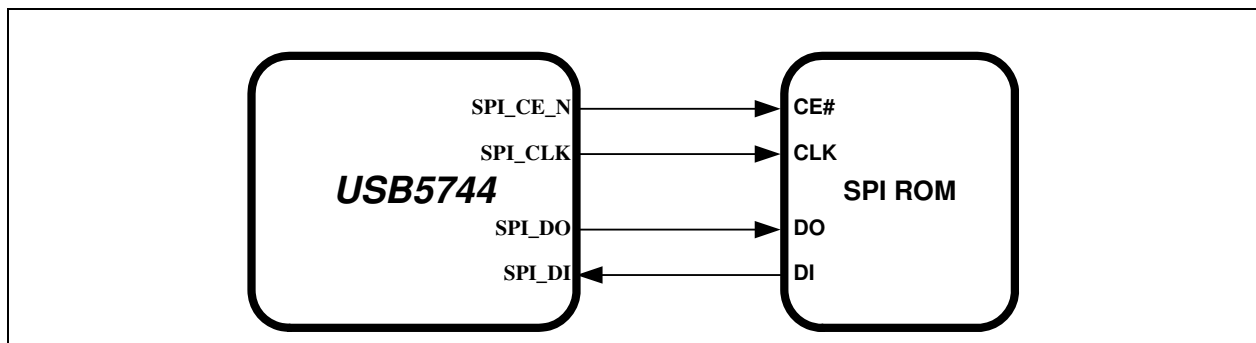 SPI_CE_N CE#
SPI_CLK CLK
USB5744 SPI ROM
SPI_DO DO
SPI_DI DI